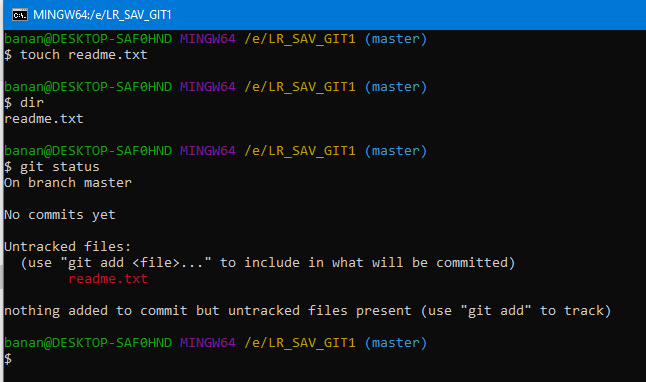 MINGW64:/e/LR_SAV_GIT1
banan@DESKTOP-SAF0HND MINGW64 /e/LR_SAV_GIT1 (master)
$ touch readme.txt
banan@DESKTOP-SAF0HND MINGW64 /e/LR_SAV_GIT1 (master)
$ dir
readme.txt
banan@DESKTOP-SAF0HND MINGW64 /e/LR_SAV_GIT1 (master)
$ git status
On branch master
No commits yet
Untracked files:
(use "git add <file>..." to include in what will be committed)
readme.txt
nothing added to commit but untracked files present (use "git add" to track)
banan@DESKTOP-SAF0HND MINGW64 /e/LR_SAV_GIT1 (master)
$